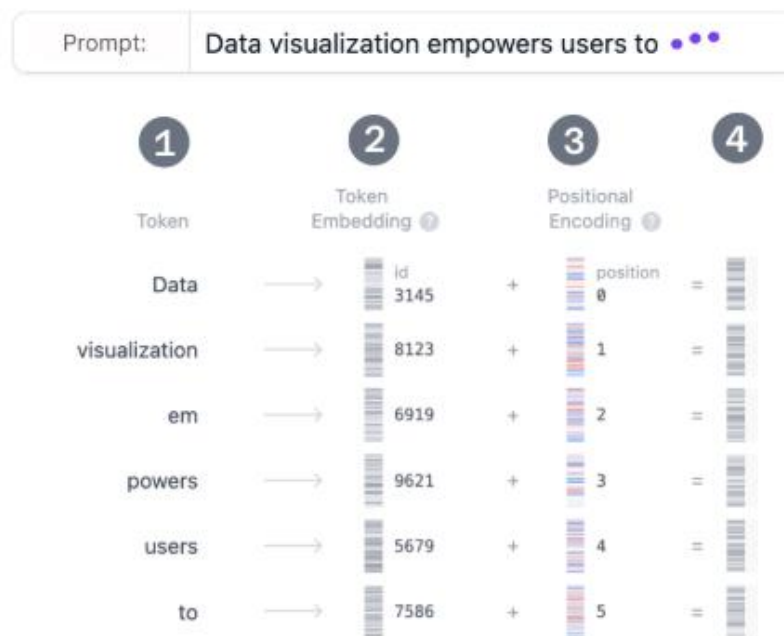 Prompt: Data visualization empowers users to
1 2 3 4
Token Token Embedding ? Positional Encoding ?
Data id 3145 + position 0 =
visualization 8123 + 1 =
em 6919 + 2 =
powers 9621 + 3 =
users 5679 + 4 =
to 7586 + 5 =